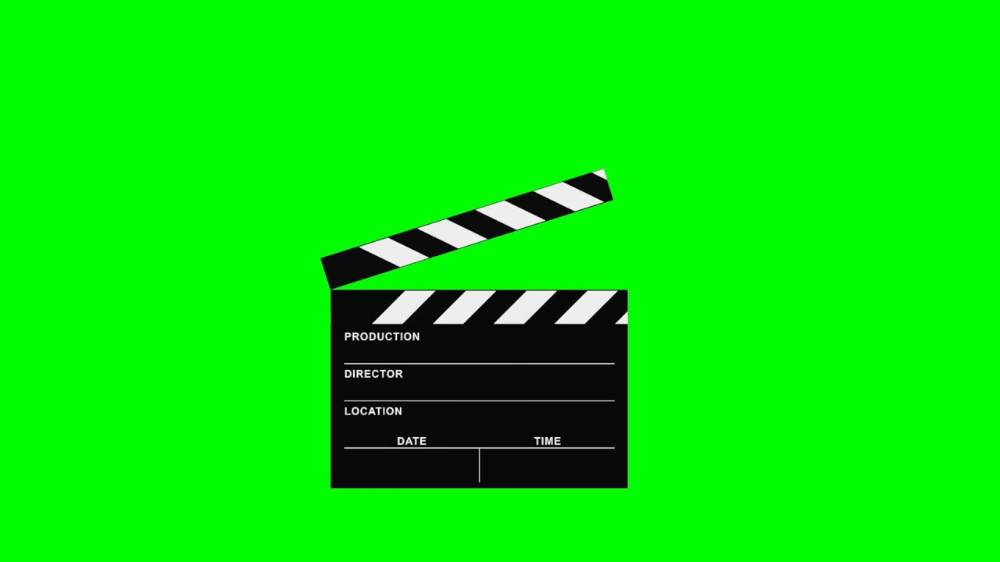 PRODUCTION
DIRECTOR
LOCATION
DATE TIME